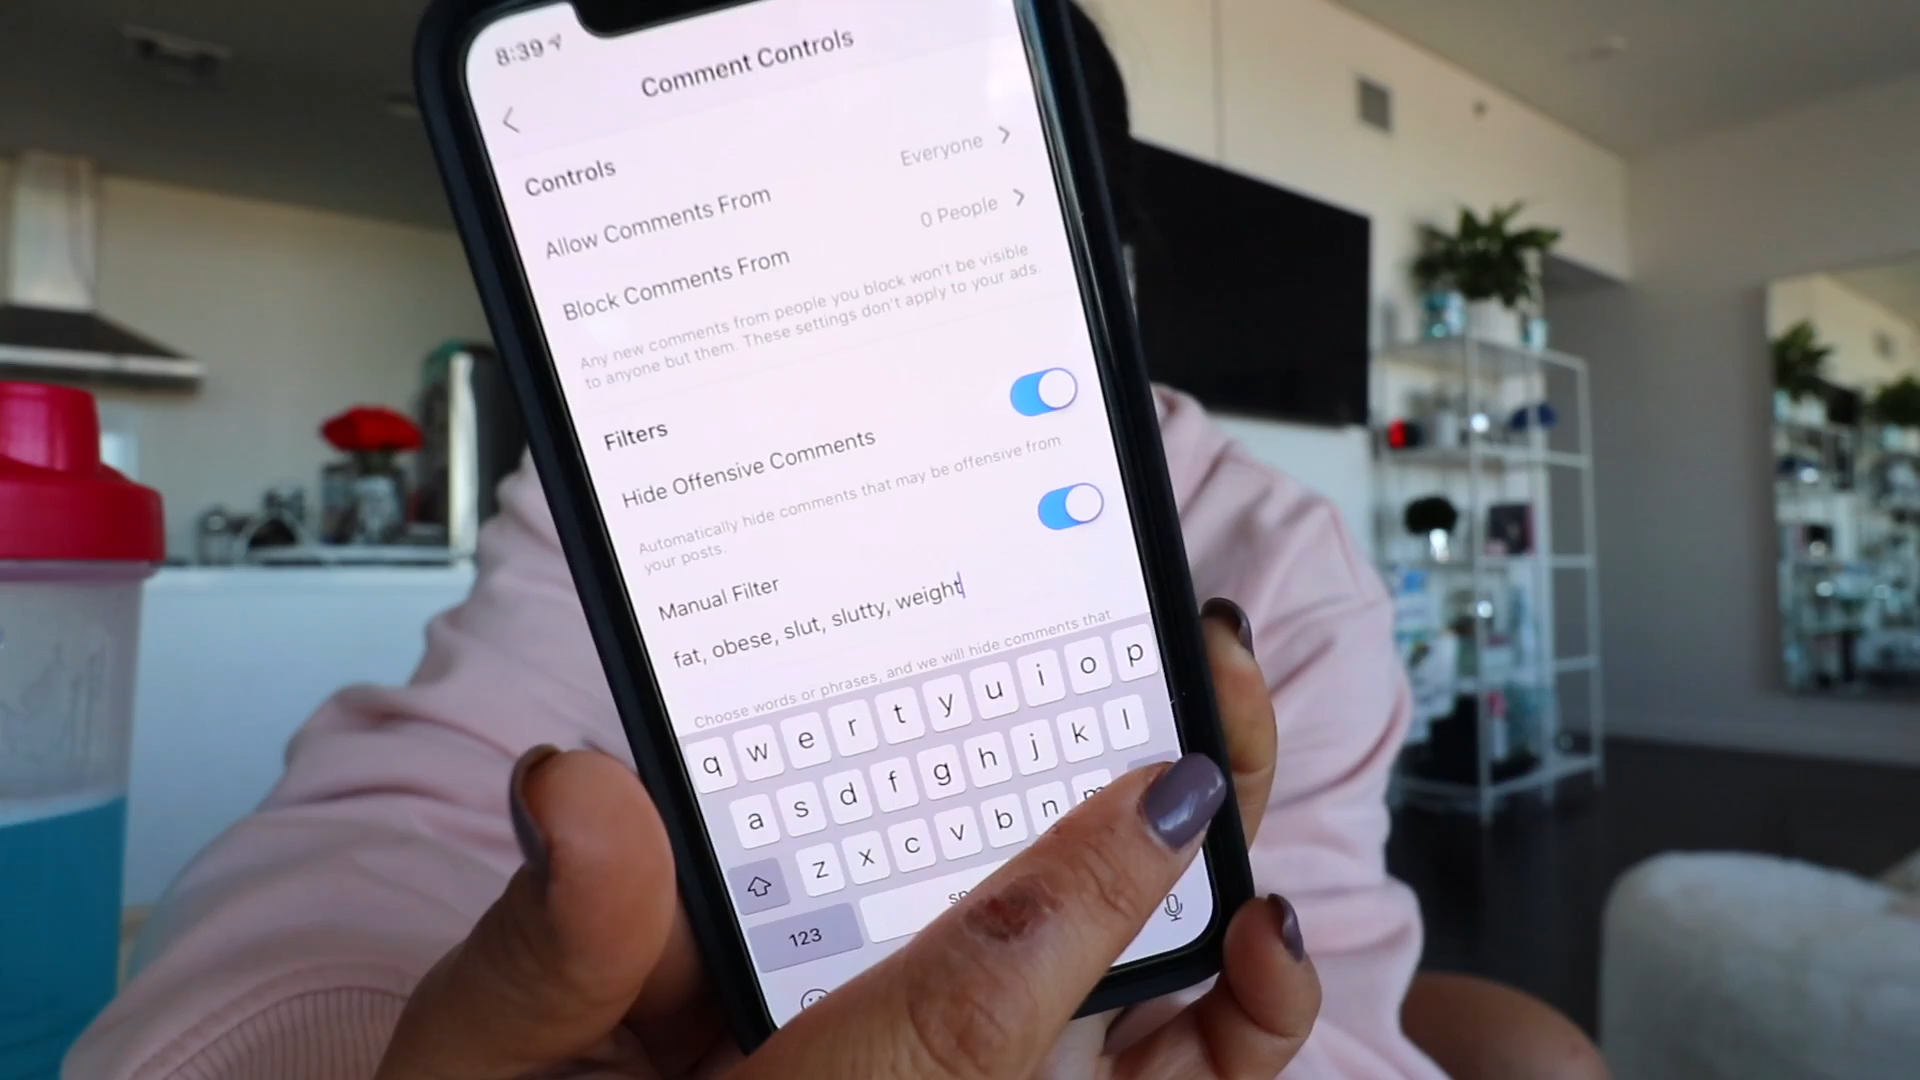 8:39
Comment Controls
Controls
Allow Comments From Everyone
Block Comments From 0 People
Any new comments from people you block won't be visible
to anyone but them. These settings don't apply to your ads.
Filters
Hide Offensive Comments
Automatically hide comments that may be offensive from
your posts.
Manual Filter
fat, obese, slut, slutty, weight
Choose words or phrases, and we will hide comments that
q w e r t y u i o p
a s d f g h j k l
z x c v b n m
123